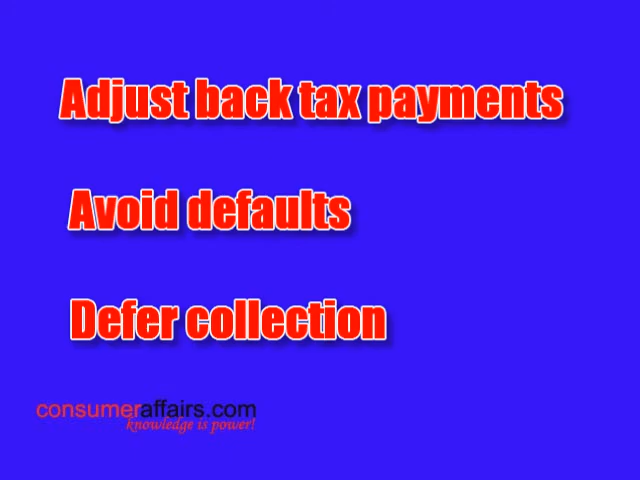 Adjust back tax payments
Avoid defaults
Defer collection
consumeraffairs.com
knowledge is power!